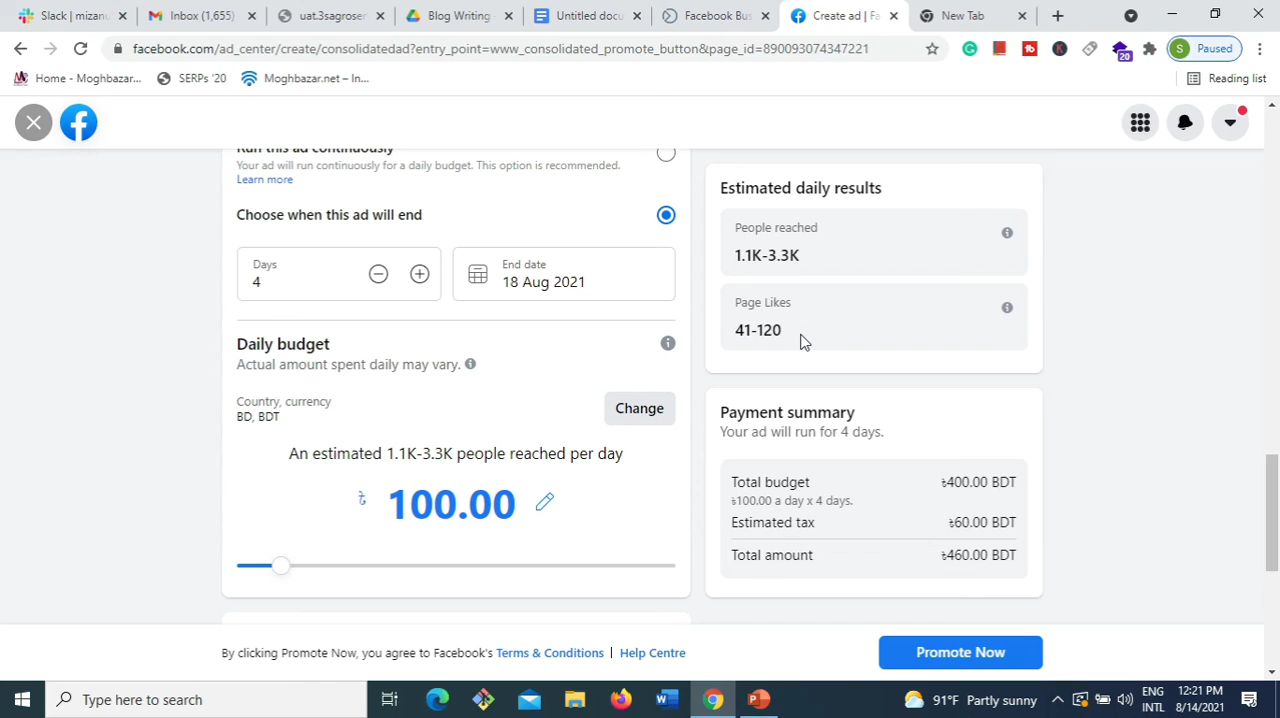 Slack | mizanu
Inbox (1,655)
uat.3sagroser
Blog Writing
Untitled docu
Facebook Bus
Create ad | Fa
New Tab
facebook.com/ad_center/create/consolidatedad?entry_point=www_consolidated_promote_button&page_id=890093074347221
20
S Paused
Home - Moghbazar...
SERPs '20
Moghbazar.net – In...
Reading list
Run this ad continuously
Your ad will run continuously for a daily budget. This option is recommended.
Learn more
Choose when this ad will end
Days
4
End date
18 Aug 2021
Daily budget
Actual amount spent daily may vary.
Country, currency
BD, BDT
Change
An estimated 1.1K-3.3K people reached per day
৳ 100.00
Estimated daily results
People reached
1.1K-3.3K
Page Likes
41-120
Payment summary
Your ad will run for 4 days.
Total budget ৳400.00 BDT
৳100.00 a day x 4 days.
Estimated tax ৳60.00 BDT
Total amount ৳460.00 BDT
By clicking Promote Now, you agree to Facebook's Terms & Conditions | Help Centre
Promote Now
Type here to search
91°F Partly sunny
ENG
INTL
12:21 PM
8/14/2021